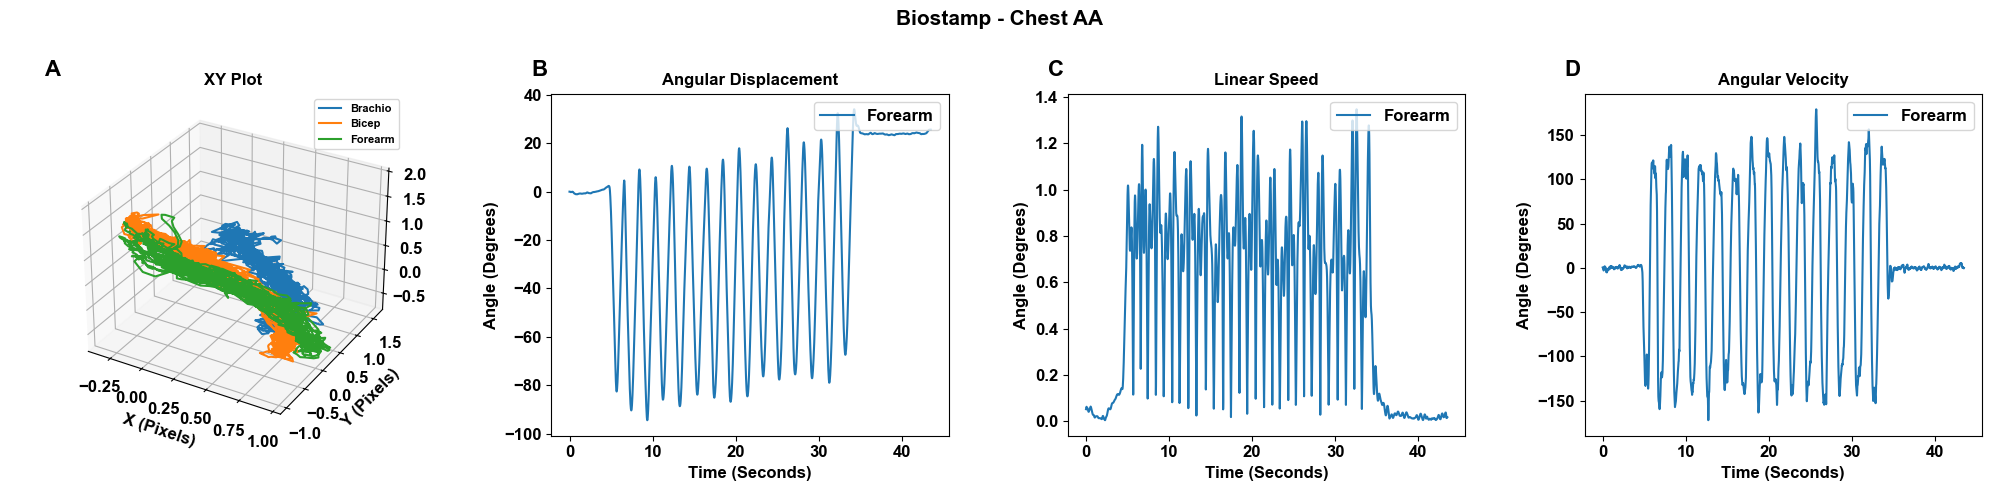 Biostamp - Chest AA
A
XY Plot
Brachio
Bicep
Forearm
2.0
1.5
1.0
0.5
0.0
−0.5
1.5
1.0
0.5
0.0
−0.5
−1.0
Y (Pixels)
−0.25
0.00
0.25
0.50
0.75
1.00
X (Pixels)
B
Angular Displacement
Forearm
40
20
0
−20
−40
−60
−80
−100
Angle (Degrees)
0 10 20 30 40
Time (Seconds)
C
Linear Speed
Forearm
1.4
1.2
1.0
0.8
0.6
0.4
0.2
0.0
Angle (Degrees)
0 10 20 30 40
Time (Seconds)
D
Angular Velocity
Forearm
150
100
50
0
−50
−100
−150
Angle (Degrees)
0 10 20 30 40
Time (Seconds)